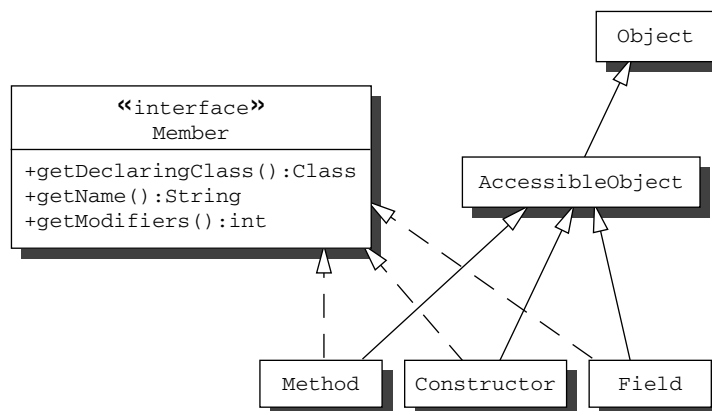 Object
«interface»
Member
+getDeclaringClass():Class
+getName():String
+getModifiers():int
AccessibleObject
Method
Constructor
Field